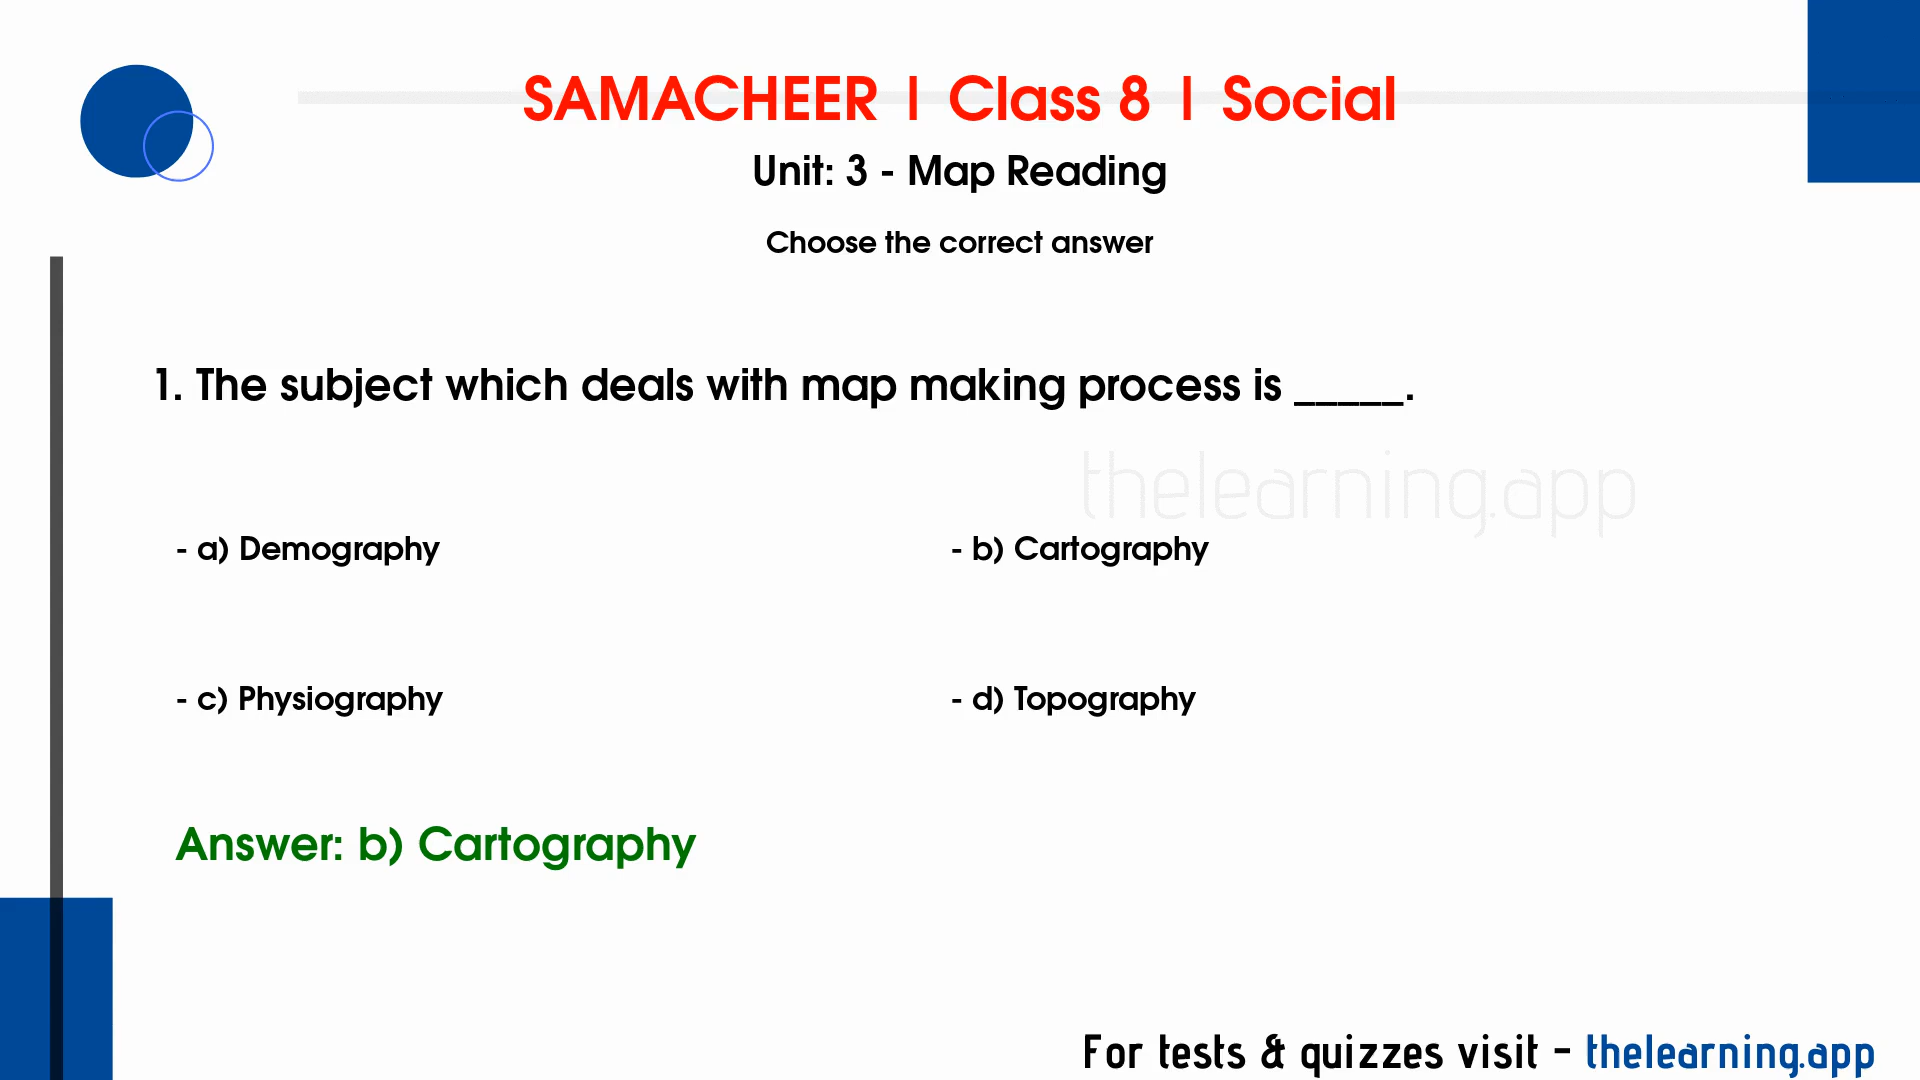 SAMACHEER | Class 8 | Social
Unit: 3 - Map Reading
Choose the correct answer
1. The subject which deals with map making process is _____.
thelearning.app
- a) Demography - b) Cartography
- c) Physiography - d) Topography
Answer: b) Cartography
For tests & quizzes visit - thelearning.app